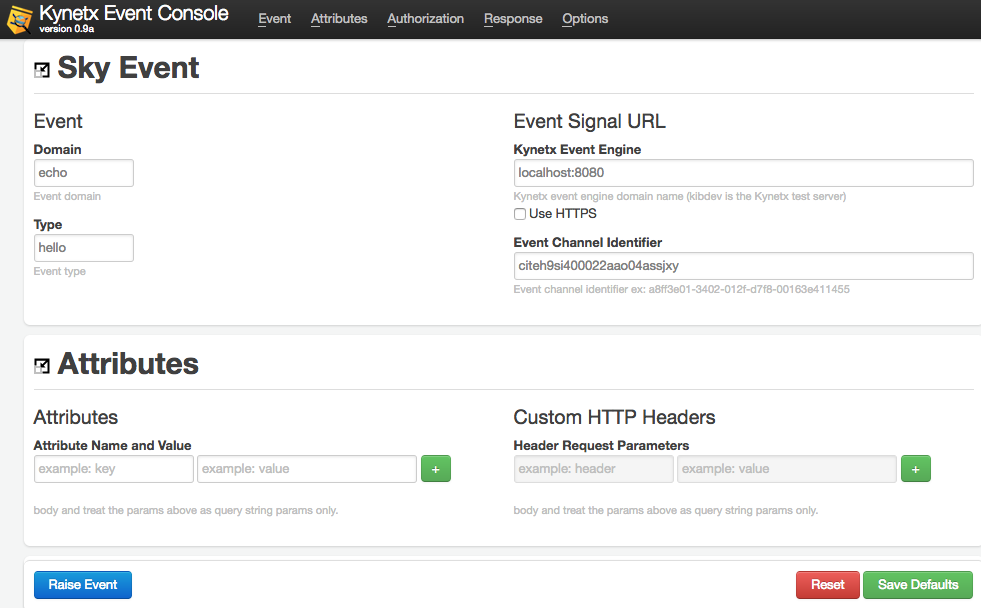 Kynetx Event Console
version 0.9a
Event Attributes Authorization Response Options
Sky Event
Event
Domain
echo
Event domain
Type
hello
Event type
Event Signal URL
Kynetx Event Engine
localhost:8080
Kynetx event engine domain name (kibdev is the Kynetx test server)
Use HTTPS
Event Channel Identifier
citeh9si400022aao04assjxy
Event channel identifier ex: a8ff3e01-3402-012f-d7f8-00163e411455
Attributes
Attributes
Attribute Name and Value
example: key example: value +
body and treat the params above as query string params only.
Custom HTTP Headers
Header Request Parameters
example: header example: value +
body and treat the params above as query string params only.
Raise Event Reset Save Defaults